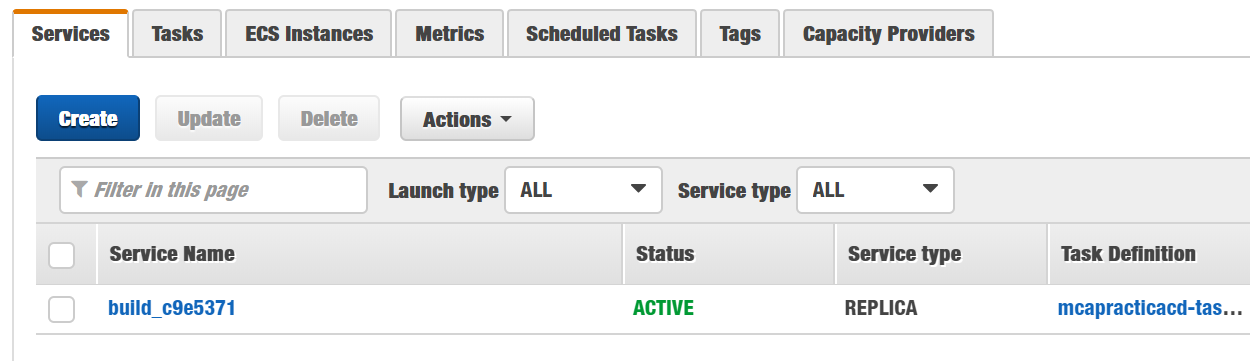 Services Tasks ECS Instances Metrics Scheduled Tasks Tags Capacity Providers
Create Update Delete Actions
Filter in this page Launch type ALL Service type ALL
Service Name Status Service type Task Definition
build_c9e5371 ACTIVE REPLICA mcapracticacd-tas...